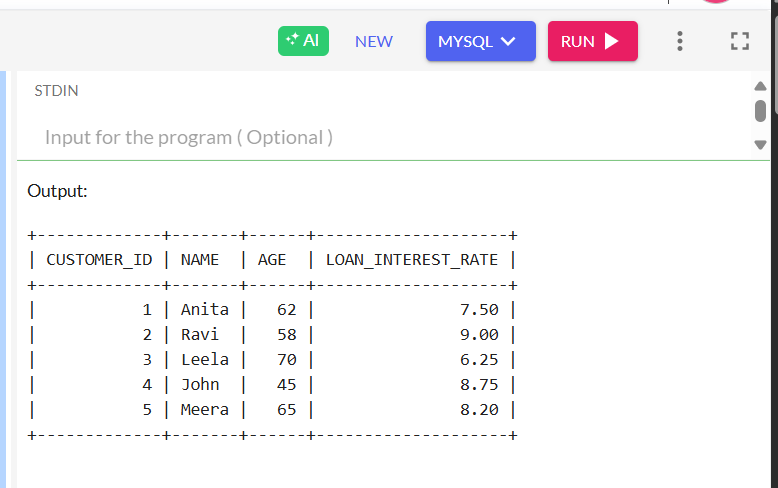 AI NEW MYSQL RUN
STDIN
Input for the program ( Optional )
Output:
+-------------+-------+------+--------------------+
| CUSTOMER_ID | NAME  | AGE  | LOAN_INTEREST_RATE |
+-------------+-------+------+--------------------+
|           1 | Anita |   62 |               7.50 |
|           2 | Ravi  |   58 |               9.00 |
|           3 | Leela |   70 |               6.25 |
|           4 | John  |   45 |               8.75 |
|           5 | Meera |   65 |               8.20 |
+-------------+-------+------+--------------------+